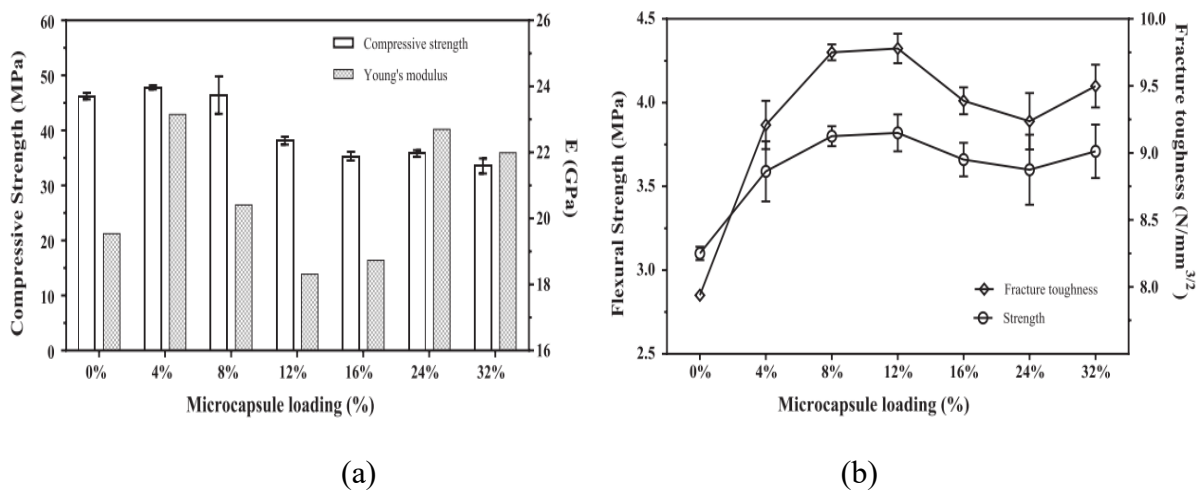 60
50
40
30
20
10
0
Compressive Strength (MPa)
Compressive strength
Young's modulus
26
24
22
20
18
16
E (GPa)
0% 4% 8% 12% 16% 24% 32%
Microcapsule loading (%)
(a)
4.5
4.0
3.5
3.0
2.5
Flexural Strength (MPa)
Fracture toughness
Strength
10.0
9.5
9.0
8.5
8.0
Fracture toughness (N/mm3/2)
0% 4% 8% 12% 16% 24% 32%
Microcapsule loading (%)
(b)